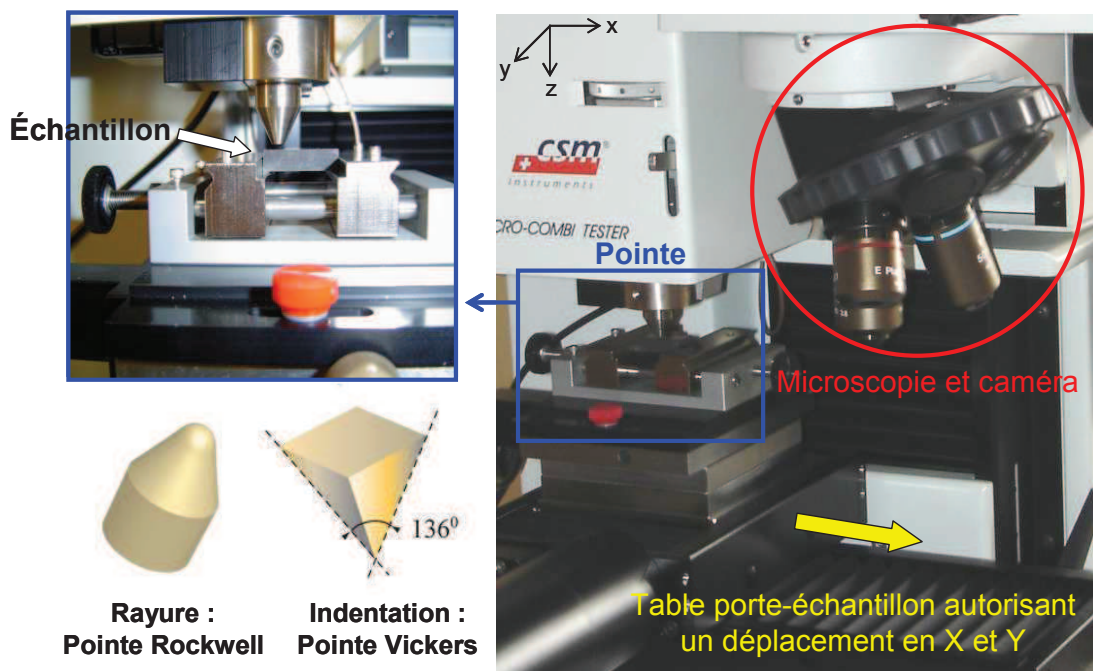 Échantillon
x
y
z
csm®
instruments
CRO-COMBI TESTER
Pointe
E Pla
Microscopie et caméra
136⁰
Rayure :
Pointe Rockwell
Indentation :
Pointe Vickers
Table porte-échantillon autorisant
un déplacement en X et Y